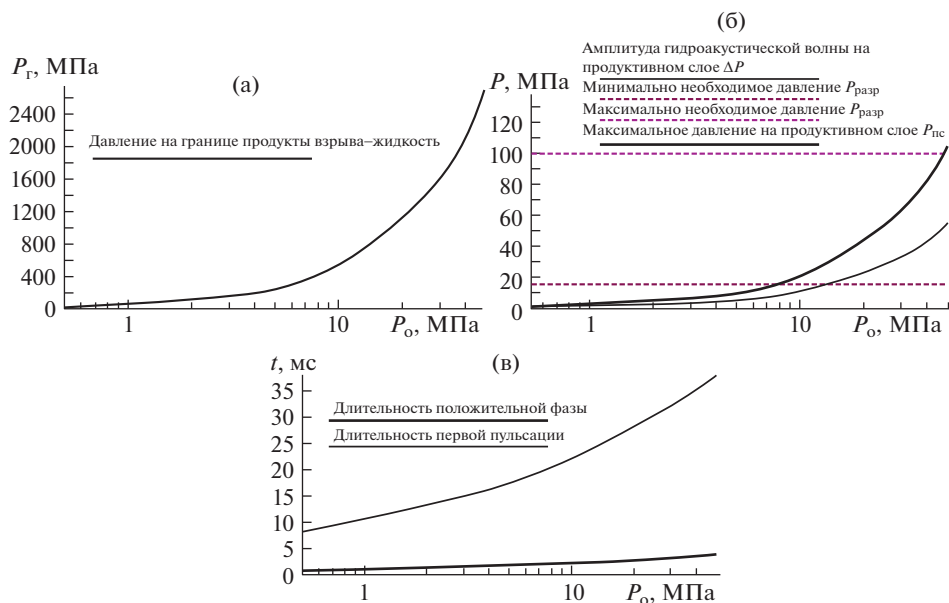 (а)
P_г, МПа
2400
2000
1600
1200
800
400
0
Давление на границе продукты взрыва–жидкость
1
10
P_о, МПа
(б)
Амплитуда гидроакустической волны на
продуктивном слое ΔP
Минимально необходимое давление P_разр
Максимально необходимое давление P_разр
Максимальное давление на продуктивном слое P_пс
P, МПа
120
100
80
60
40
20
0
1
10
P_о, МПа
(в)
t, мс
35
30
25
20
15
10
5
0
Длительность положительной фазы
Длительность первой пульсации
1
10
P_о, МПа